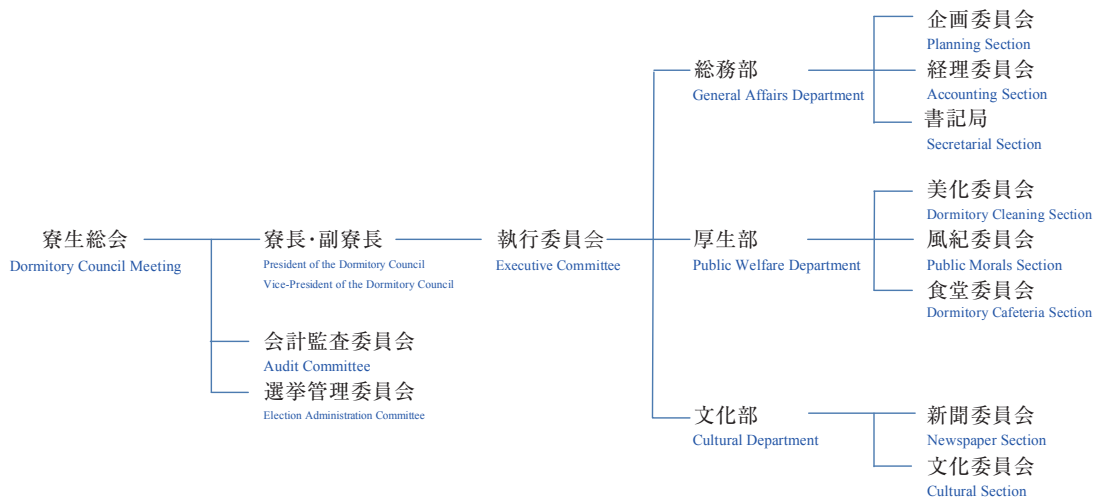 寮生総会
Dormitory Council Meeting
寮長・副寮長
President of the Dormitory Council
Vice-President of the Dormitory Council
会計監査委員会
Audit Committee
選挙管理委員会
Election Administration Committee
執行委員会
Executive Committee
総務部
General Affairs Department
企画委員会
Planning Section
経理委員会
Accounting Section
書記局
Secretarial Section
厚生部
Public Welfare Department
美化委員会
Dormitory Cleaning Section
風紀委員会
Public Morals Section
食堂委員会
Dormitory Cafeteria Section
文化部
Cultural Department
新聞委員会
Newspaper Section
文化委員会
Cultural Section